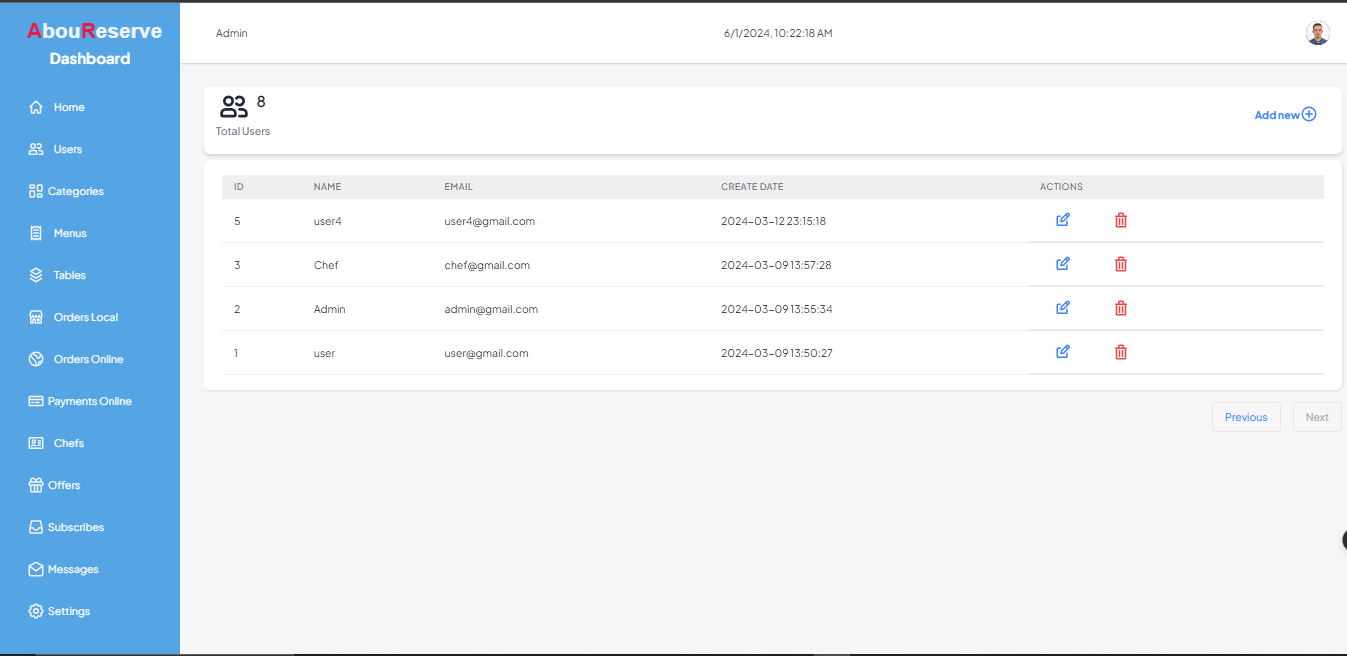 AbouReserve
Dashboard
Home
Users
Categories
Menus
Tables
Orders Local
Orders Online
Payments Online
Chefs
Offers
Subscribes
Messages
Settings
Admin
6/1/2024, 10:22:18 AM
8
Total Users
Add new
ID NAME EMAIL CREATE DATE ACTIONS
5 user4 user4@gmail.com 2024-03-12 23:15:18
3 Chef chef@gmail.com 2024-03-09 13:57:28
2 Admin admin@gmail.com 2024-03-09 13:55:34
1 user user@gmail.com 2024-03-09 13:50:27
Previous Next